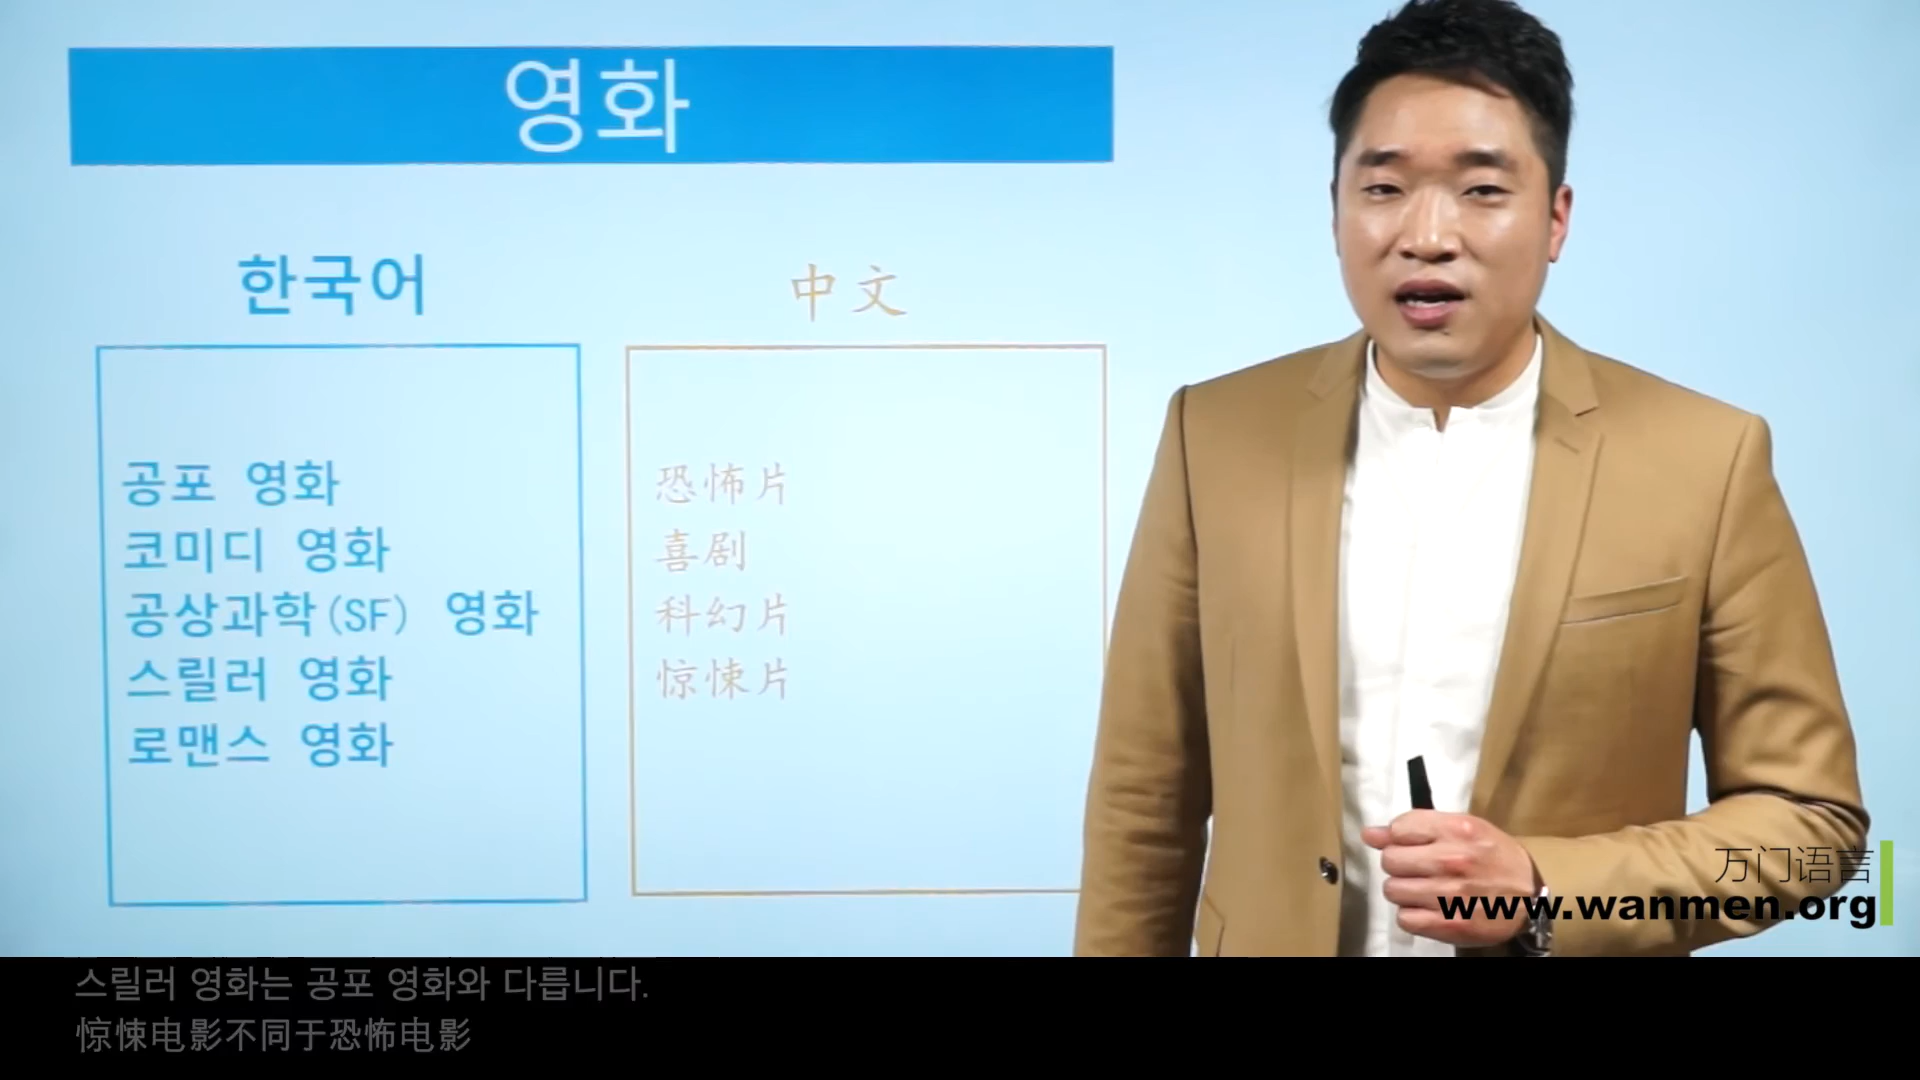 영화
한국어
中文
공포 영화
코미디 영화
공상과학(SF) 영화
스릴러 영화
로맨스 영화
恐怖片
喜剧
科幻片
惊悚片
万门语言
www.wanmen.org
스릴러 영화는 공포 영화와 다릅니다.
惊悚电影不同于恐怖电影